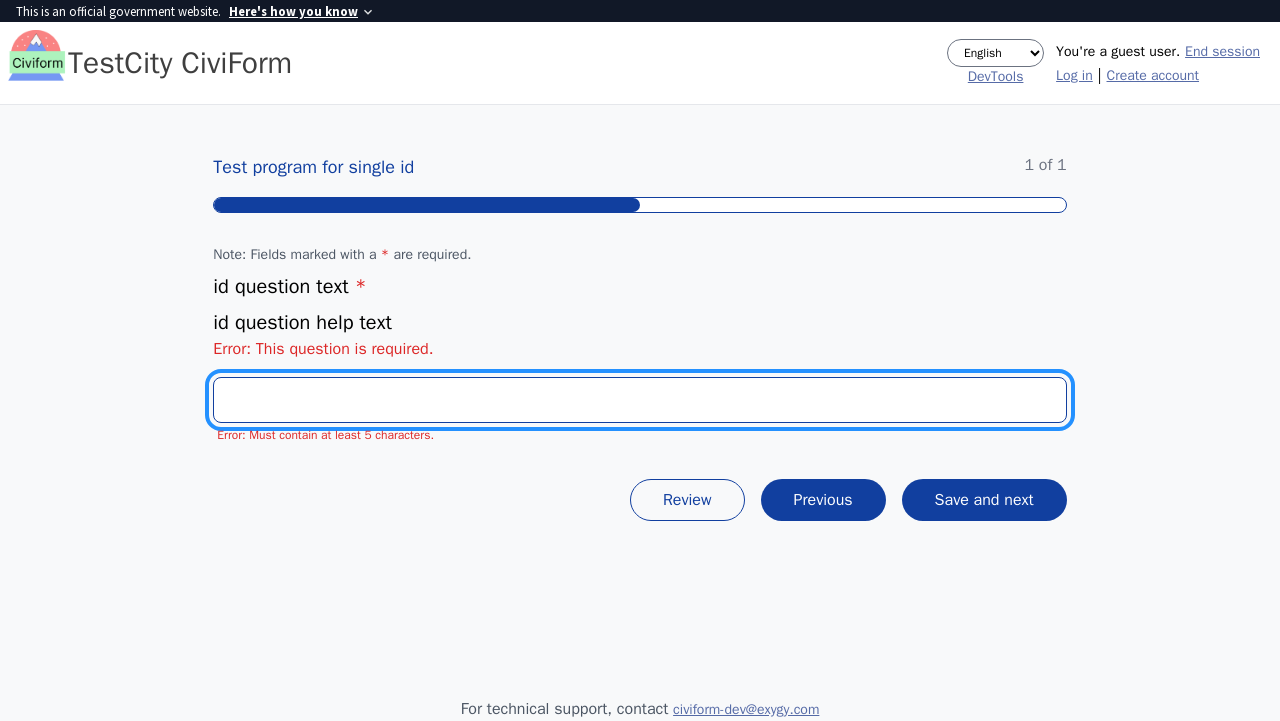 This is an official government website. Here's how you know
Civiform
TestCity CiviForm
English
DevTools
You're a guest user. End session
Log in | Create account
Test program for single id
1 of 1
Note: Fields marked with a * are required.
id question text *
id question help text
Error: This question is required.
Error: Must contain at least 5 characters.
Review
Previous
Save and next
For technical support, contact civiform-dev@exygy.com